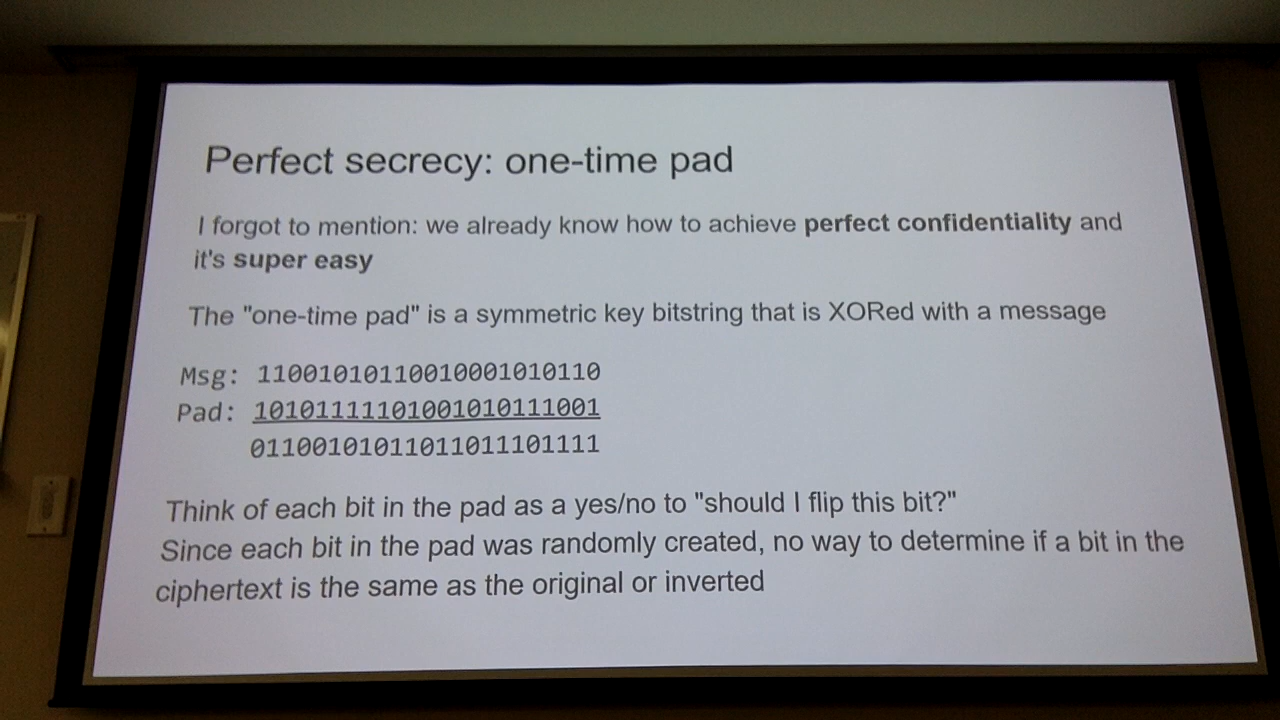 Perfect secrecy: one-time pad
I forgot to mention: we already know how to achieve perfect confidentiality and
it's super easy
The "one-time pad" is a symmetric key bitstring that is XORed with a message
Msg: 11001010110010001010110
Pad: 10101111101001010111001
01100101011011011101111
Think of each bit in the pad as a yes/no to "should I flip this bit?"
Since each bit in the pad was randomly created, no way to determine if a bit in the
ciphertext is the same as the original or inverted